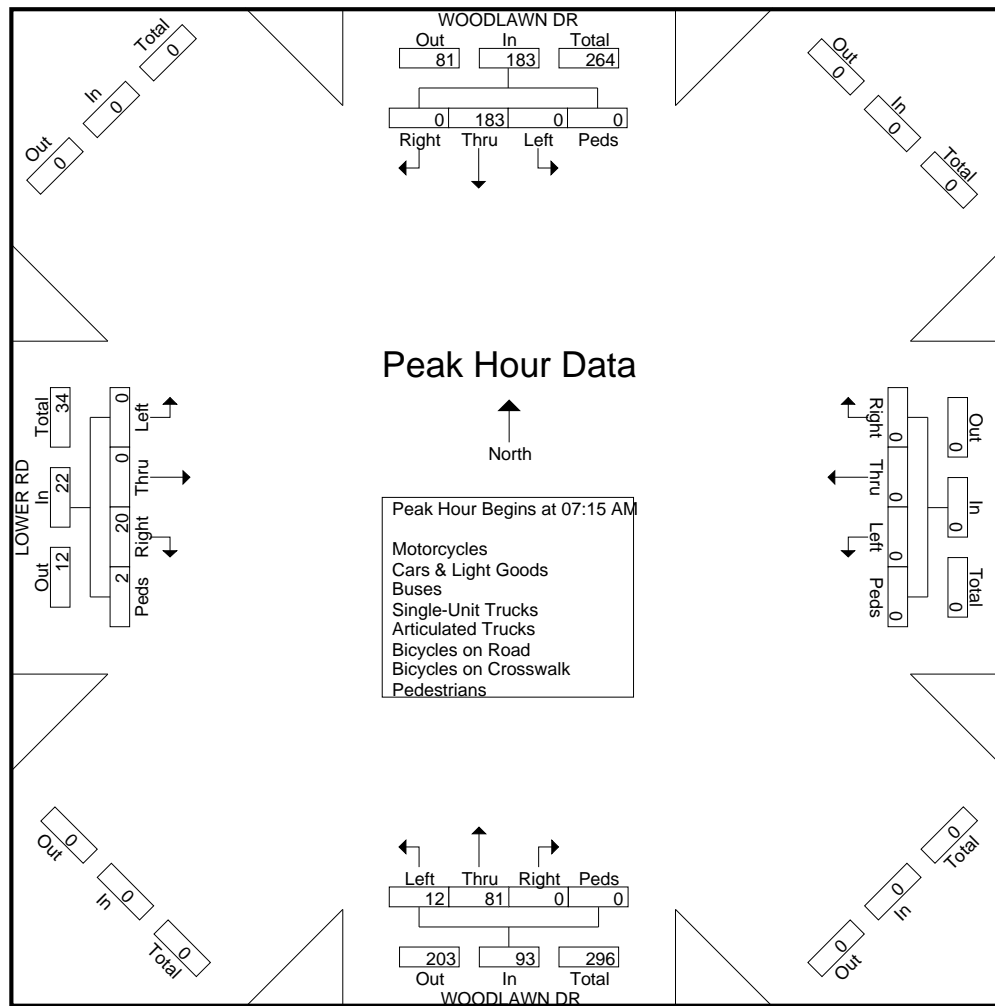 WOODLAWN DR
Out In Total
81 183 264
0 183 0 0
Right Thru Left Peds
Total
0
In
0
Out
0
Out
0
In
0
Total
0
Peak Hour Data
North
Peak Hour Begins at 07:15 AM
Motorcycles
Cars & Light Goods
Buses
Single-Unit Trucks
Articulated Trucks
Bicycles on Road
Bicycles on Crosswalk
Pedestrians
LOWER RD
Out In Total
12 22 34
2 20 0 0
Peds Right Thru Left
Out In Total
0 0 0
0 0 0 0
Right Thru Left Peds
0
Out
0
In
0
Total
0
Total
0
In
0
Out
Left Thru Right Peds
12 81 0 0
203 93 296
Out In Total
WOODLAWN DR